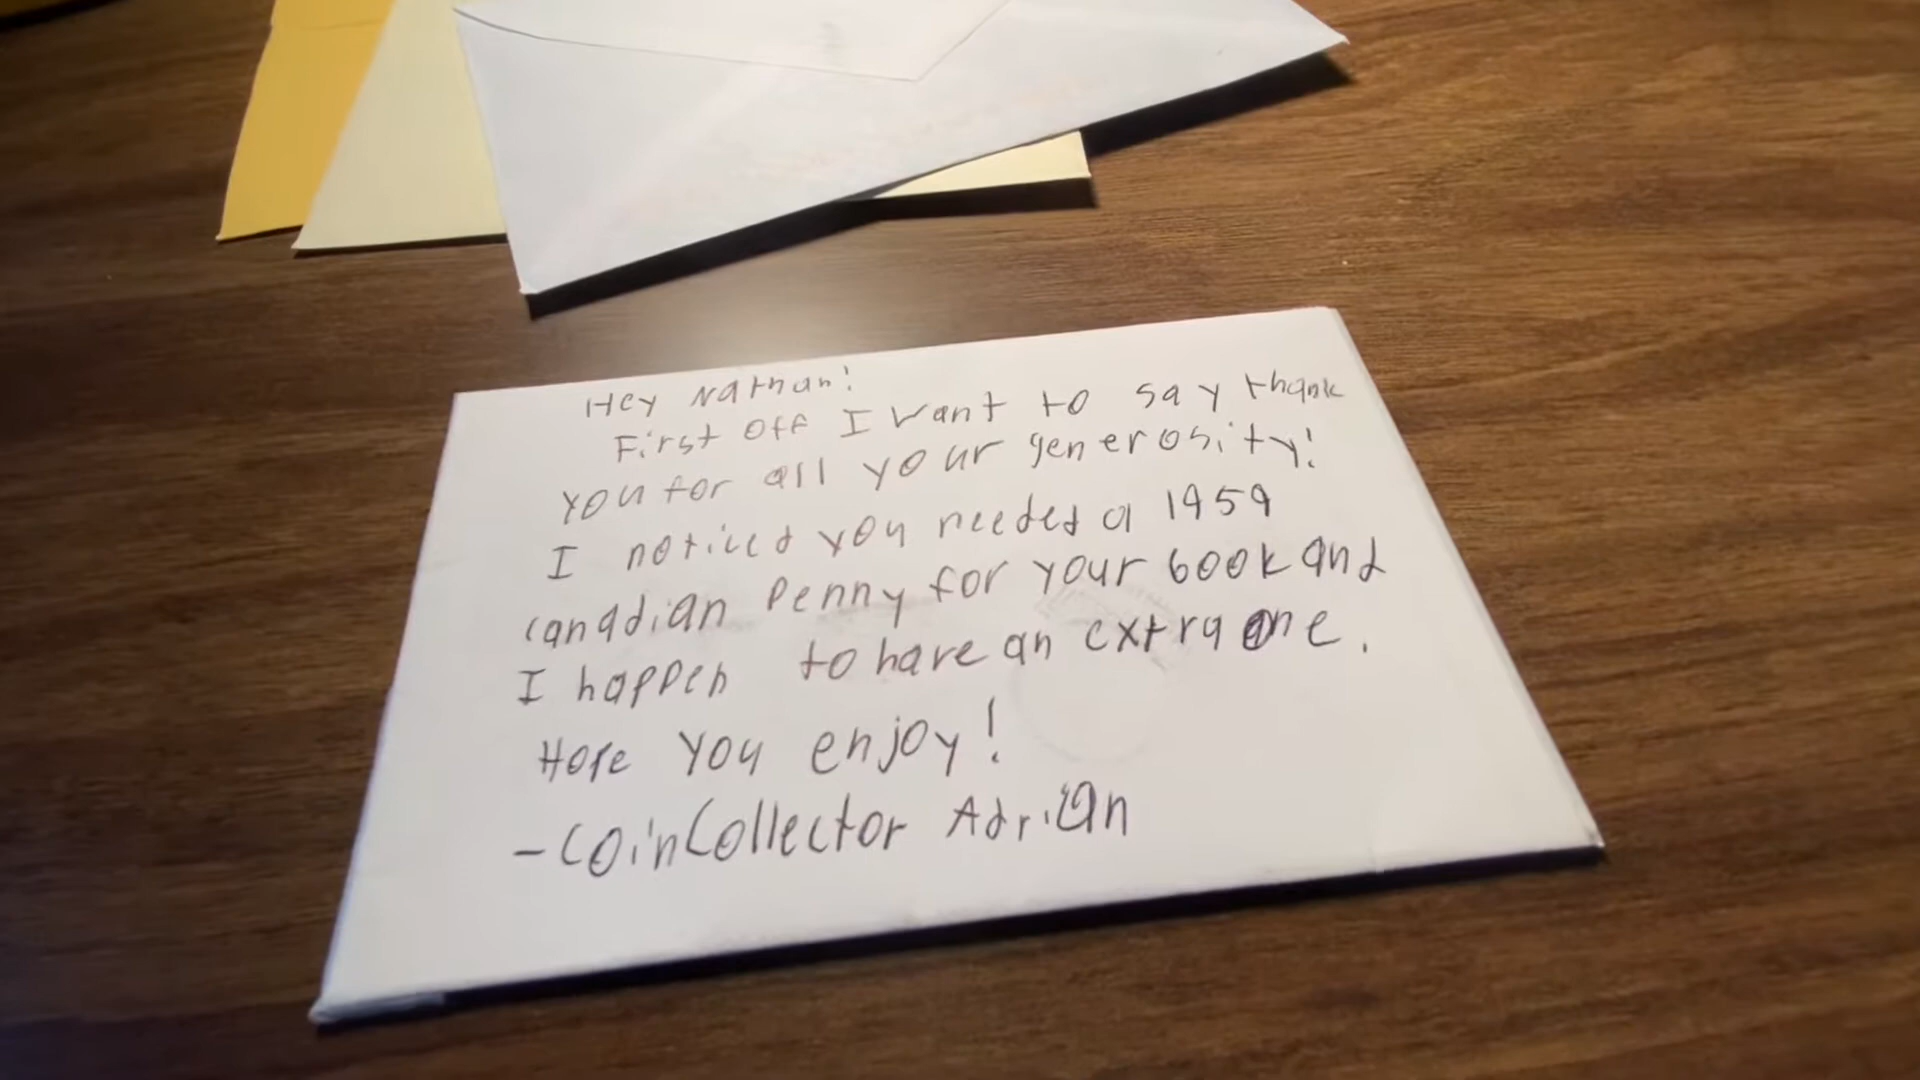 Hey Nathan!
First off I want to say thank
you for all your generosity!
I noticed you needed a 1959
Canadian Penny for your book and
I happen to have an extra one.
Hope you enjoy!
-CoinCollector Adrian